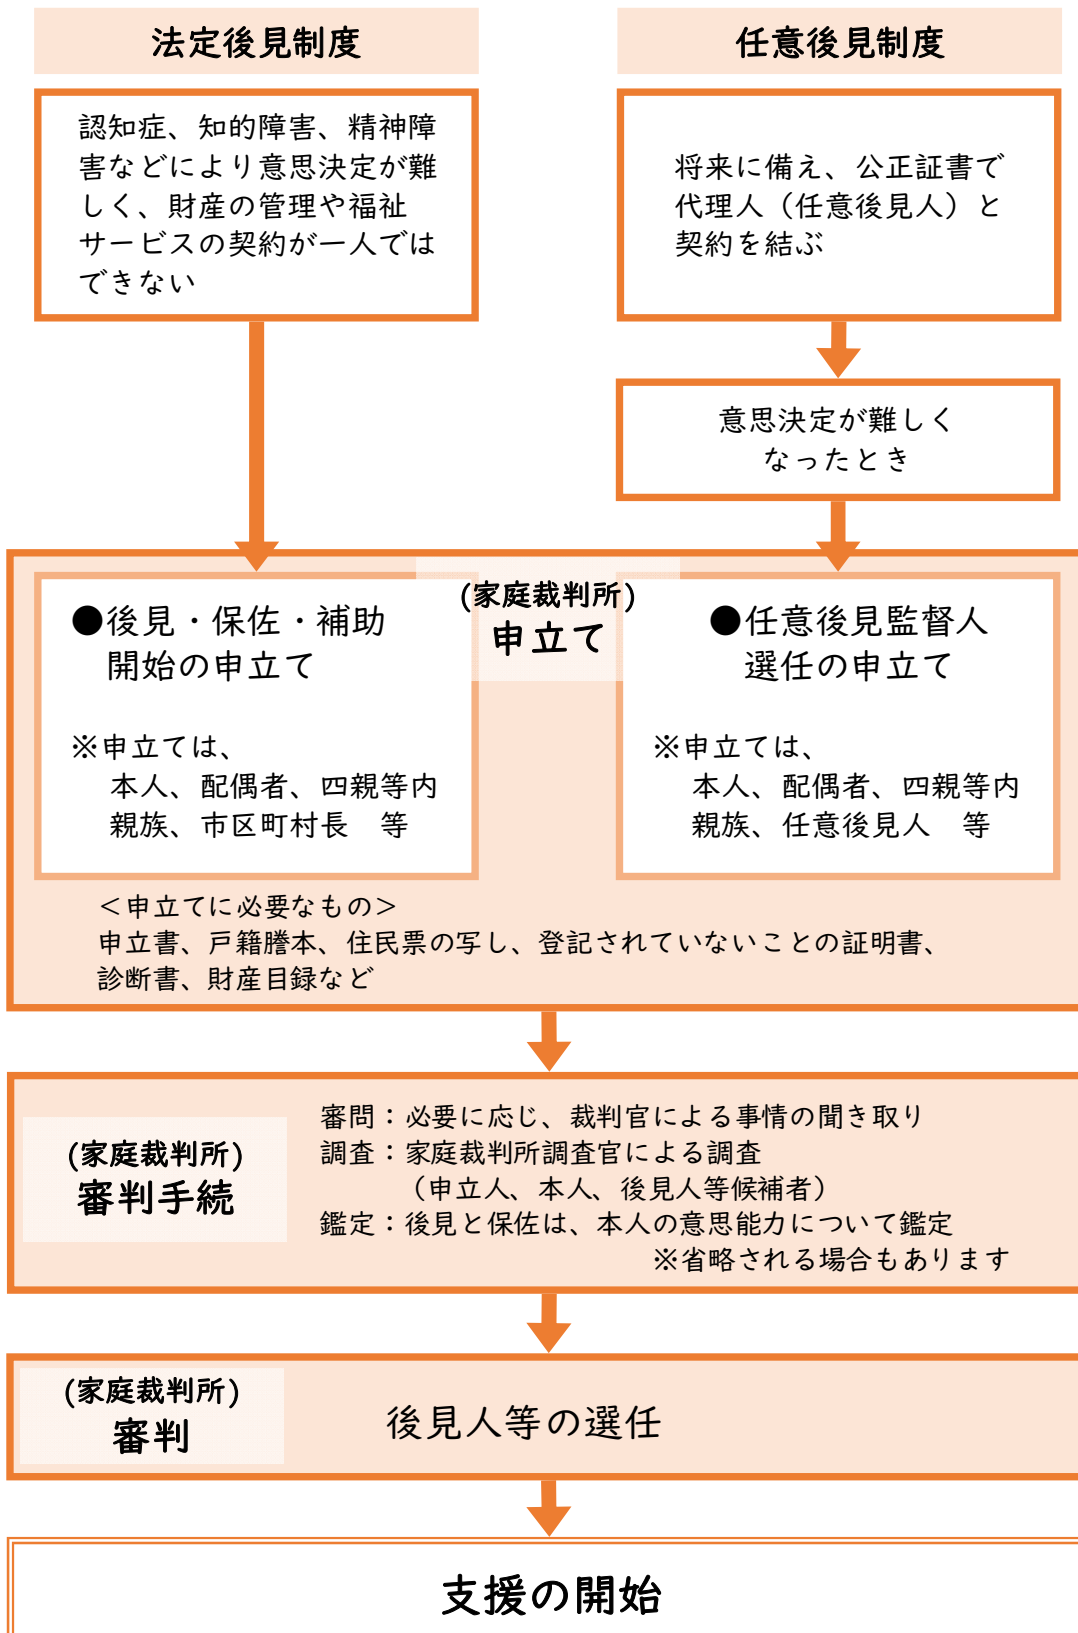 法定後見制度
認知症、知的障害、精神障
害などにより意思決定が難
しく、財産の管理や福祉
サービスの契約が一人では
できない
任意後見制度
将来に備え、公正証書で
代理人（任意後見人）と
契約を結ぶ
意思決定が難しく
なったとき
(家庭裁判所)
申立て
●後見・保佐・補助
開始の申立て
※申立ては、
本人、配偶者、四親等内
親族、市区町村長　等
●任意後見監督人
選任の申立て
※申立ては、
本人、配偶者、四親等内
親族、任意後見人　等
＜申立てに必要なもの＞
申立書、戸籍謄本、住民票の写し、登記されていないことの証明書、
診断書、財産目録など
(家庭裁判所)
審判手続
審問：必要に応じ、裁判官による事情の聞き取り
調査：家庭裁判所調査官による調査
（申立人、本人、後見人等候補者）
鑑定：後見と保佐は、本人の意思能力について鑑定
※省略される場合もあります
(家庭裁判所)
審判
後見人等の選任
支援の開始